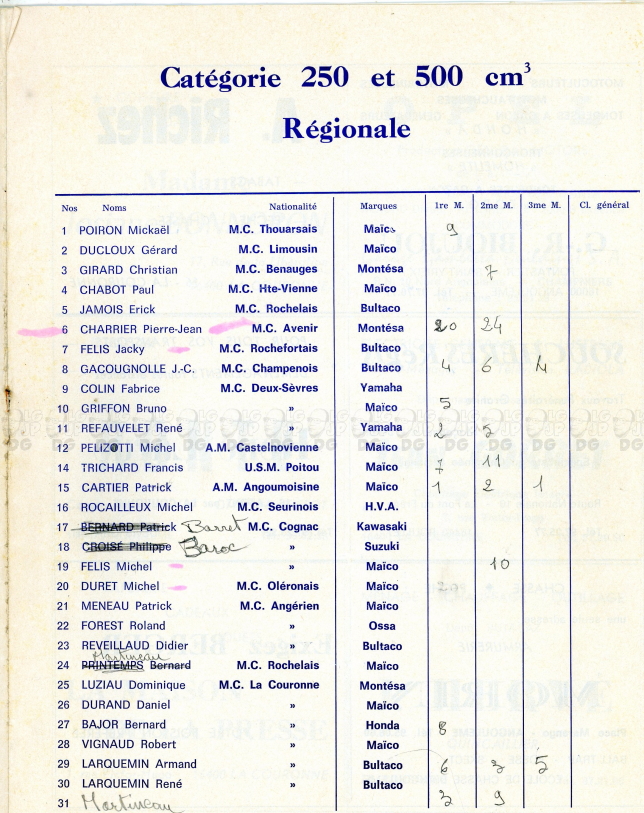 Catégorie 250 et 500 cm³
Régionale
Nos Noms Nationalité Marques 1re M. 2me M. 3me M. Cl. général
1 POIRON Mickaël M.C. Thouarsais Maïco 9
2 DUCLOUX Gérard M.C. Limousin Maïco
3 GIRARD Christian M.C. Benauges Montésa 7
4 CHABOT Paul M.C. Hte-Vienne Maïco
5 JAMOIS Erick M.C. Rochelais Bultaco
6 CHARRIER Pierre-Jean M.C. Avenir Montésa 20 24
7 FELIS Jacky M.C. Rochefortais Bultaco
8 GACOUGNOLLE J.-C. M.C. Champenois Bultaco 4 6 4
9 COLIN Fabrice M.C. Deux-Sèvres Yamaha
10 GRIFFON Bruno » Maïco 5
11 REFAUVELET René » Yamaha 2 5
12 PELIZOTTI Michel A.M. Castelnovienne Maïco
14 TRICHARD Francis U.S.M. Poitou Maïco 7 11
15 CARTIER Patrick A.M. Angoumoisine Maïco 1 2 1
16 ROCAILLEUX Michel M.C. Seurinois H.V.A.
17 BERNARD Patrick Barret M.C. Cognac Kawasaki
18 CROISÉ Philippe Baroc » Suzuki
19 FELIS Michel » Maïco 10
20 DURET Michel M.C. Oléronais Maïco
21 MENEAU Patrick M.C. Angérien Maïco
22 FOREST Roland » Ossa
23 REVEILLAUD Didier » Bultaco
Martineau
24 PRINTEMPS Bernard M.C. Rochelais Maïco
25 LUZIAU Dominique M.C. La Couronne Montésa
26 DURAND Daniel » Maïco
27 BAJOR Bernard » Honda 8
28 VIGNAUD Robert » Maïco
29 LARQUEMIN Armand » Bultaco 6 3 5
30 LARQUEMIN René » Bultaco
31 Martineau 3 9